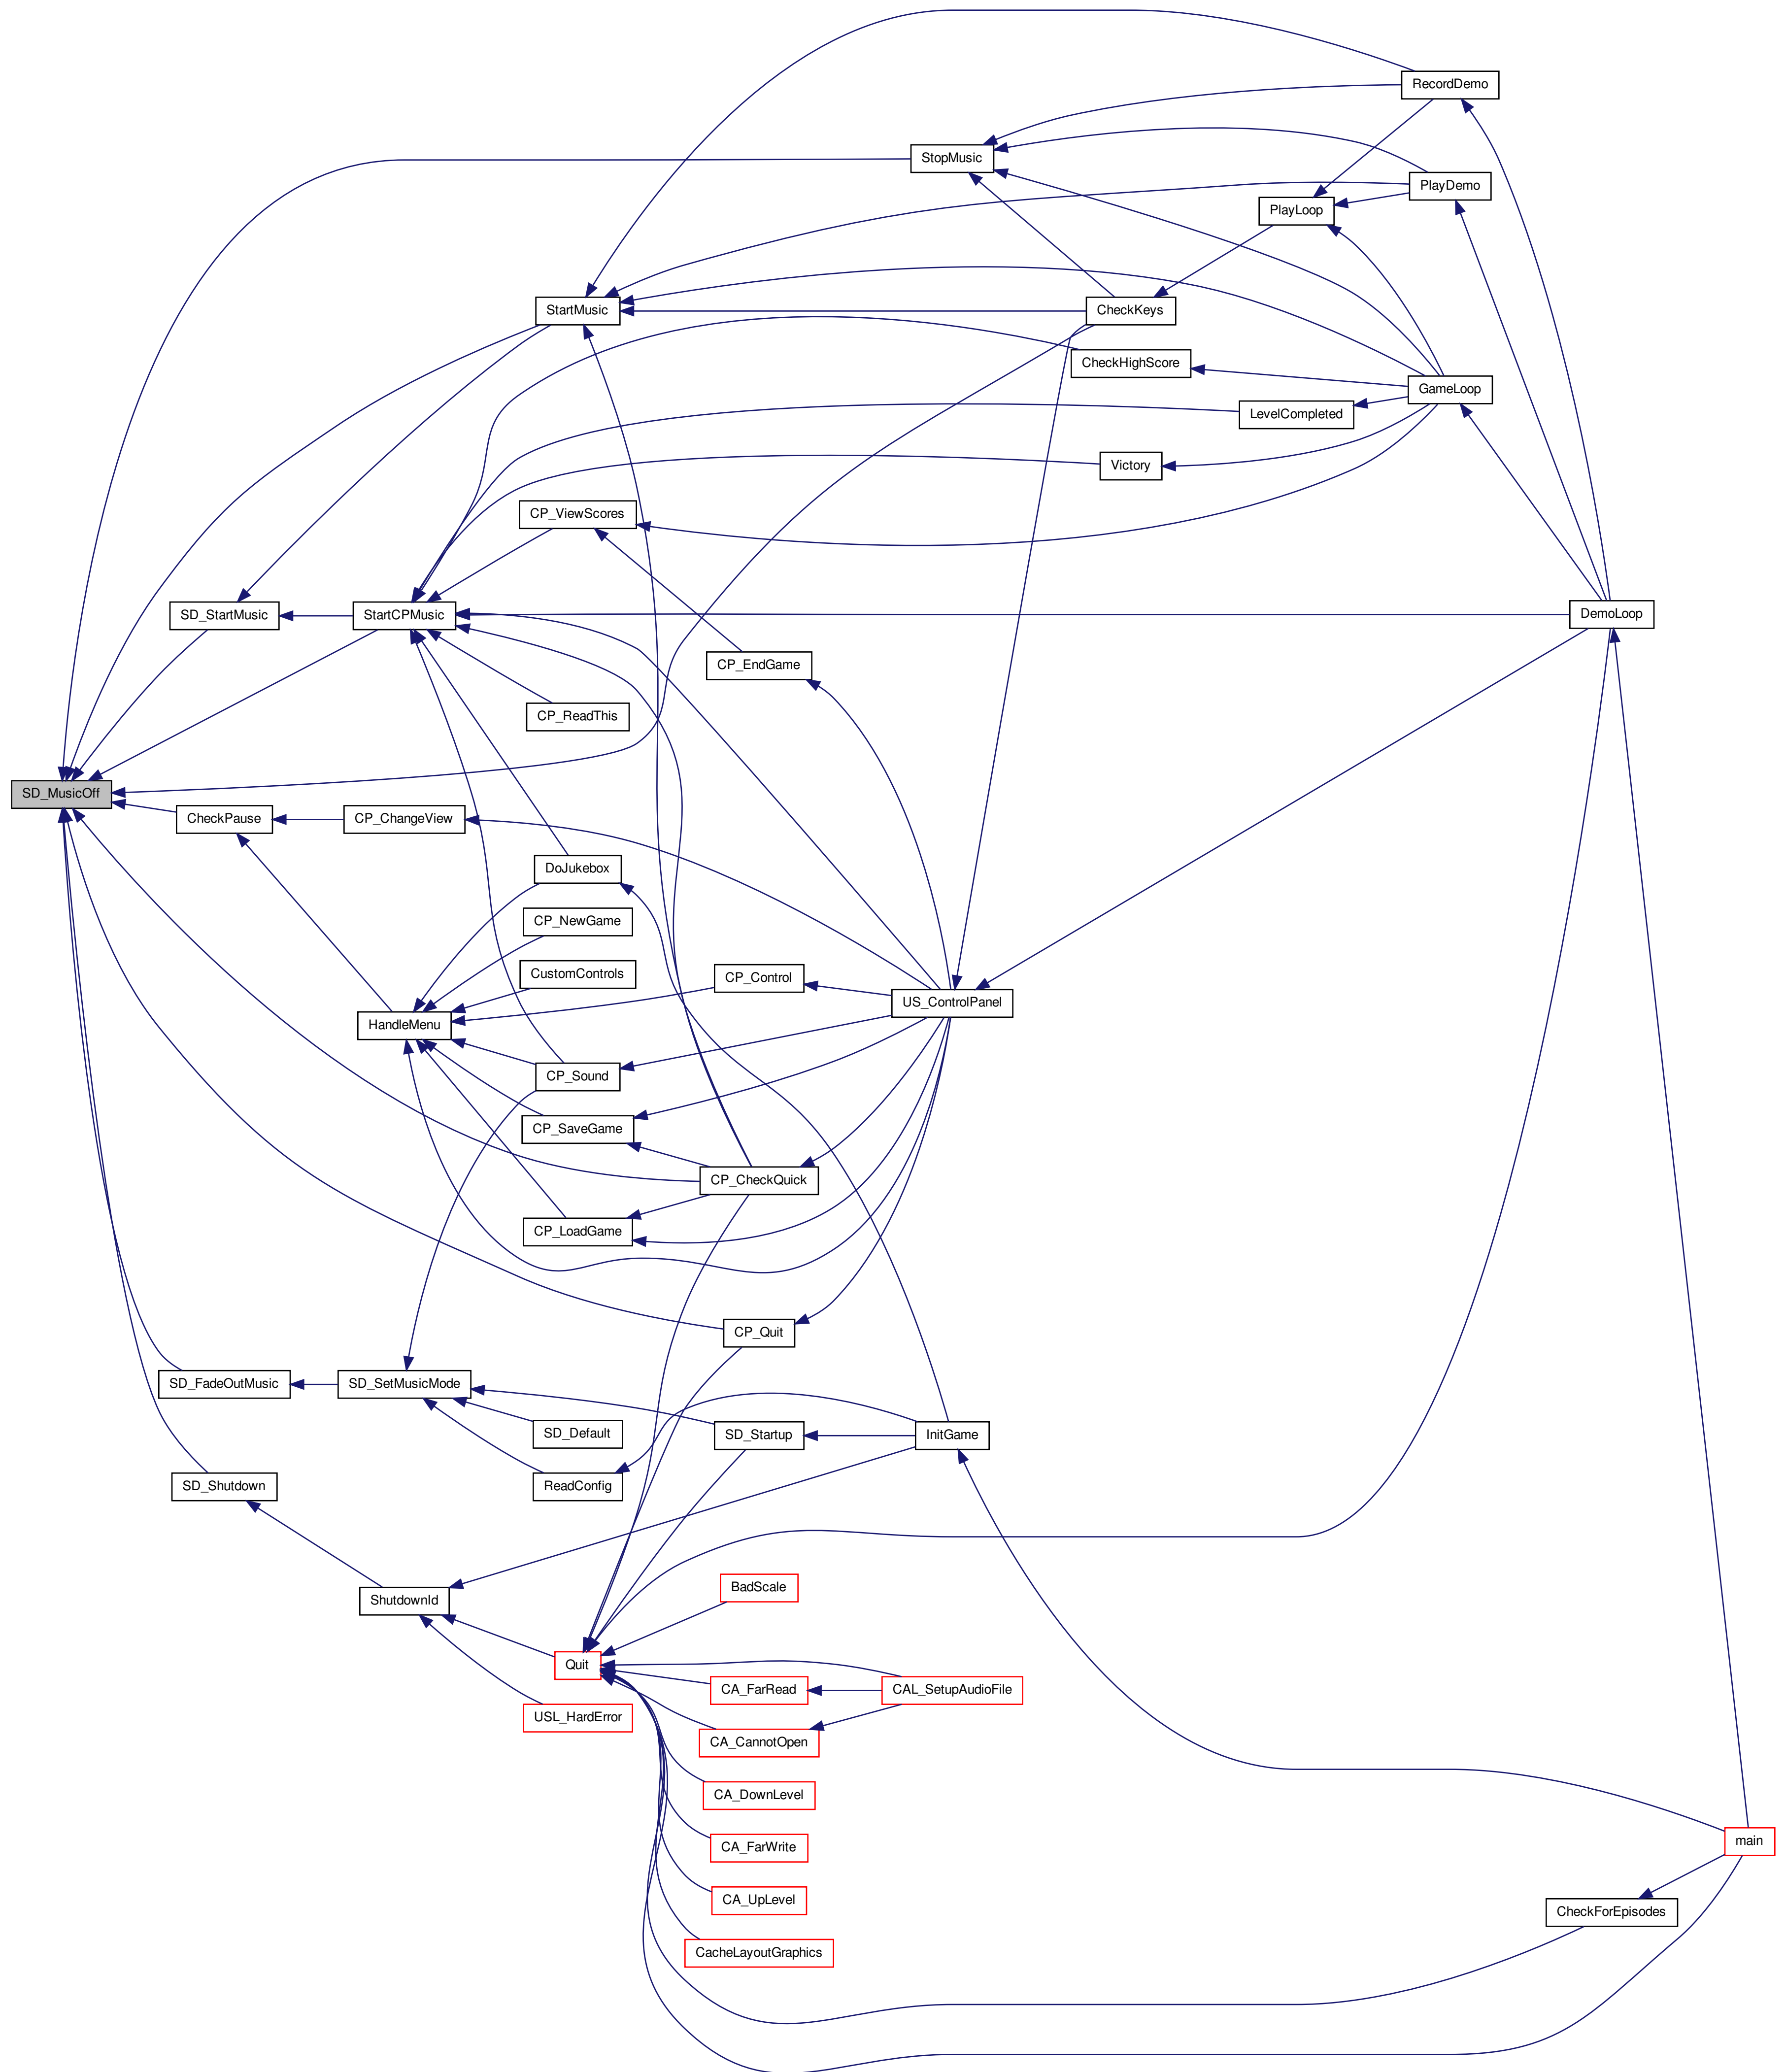 RecordDemo
StopMusic
PlayDemo
PlayLoop
StartMusic
CheckKeys
CheckHighScore
GameLoop
LevelCompleted
Victory
CP_ViewScores
SD_StartMusic
StartCPMusic
DemoLoop
CP_EndGame
CP_ReadThis
SD_MusicOff
CheckPause
CP_ChangeView
DoJukebox
CP_NewGame
CustomControls
CP_Control
US_ControlPanel
HandleMenu
CP_Sound
CP_SaveGame
CP_CheckQuick
CP_LoadGame
CP_Quit
SD_FadeOutMusic
SD_SetMusicMode
SD_Default
SD_Startup
InitGame
SD_Shutdown
ReadConfig
BadScale
ShutdownId
Quit
CA_FarRead
CAL_SetupAudioFile
USL_HardError
CA_CannotOpen
CA_DownLevel
CA_FarWrite
main
CA_UpLevel
CheckForEpisodes
CacheLayoutGraphics